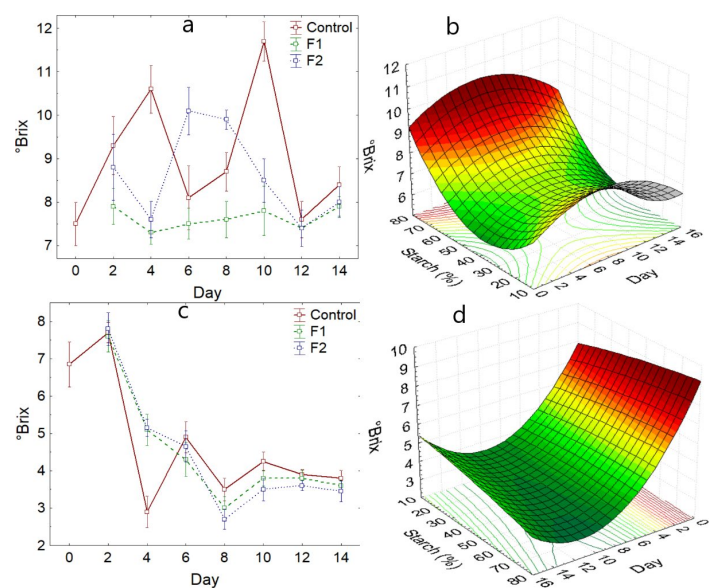 a
Control
F1
F2
12
11
10
9
8
7
°Brix
0 2 4 6 8 10 12 14
Day
b
12
11
10
9
8
7
6
°Brix
80 70 60 50 40 30 20 10
Starch (%)
0 2 4 6 8 10 12 14 16
Day
c
Control
F1
F2
8
7
6
5
4
3
2
°Brix
0 2 4 6 8 10 12 14
Day
d
10
9
8
7
6
5
4
3
°Brix
10 20 30 40 50 60 70 80
Starch (%)
16 14 12 10 8 6 4 2 0
Day